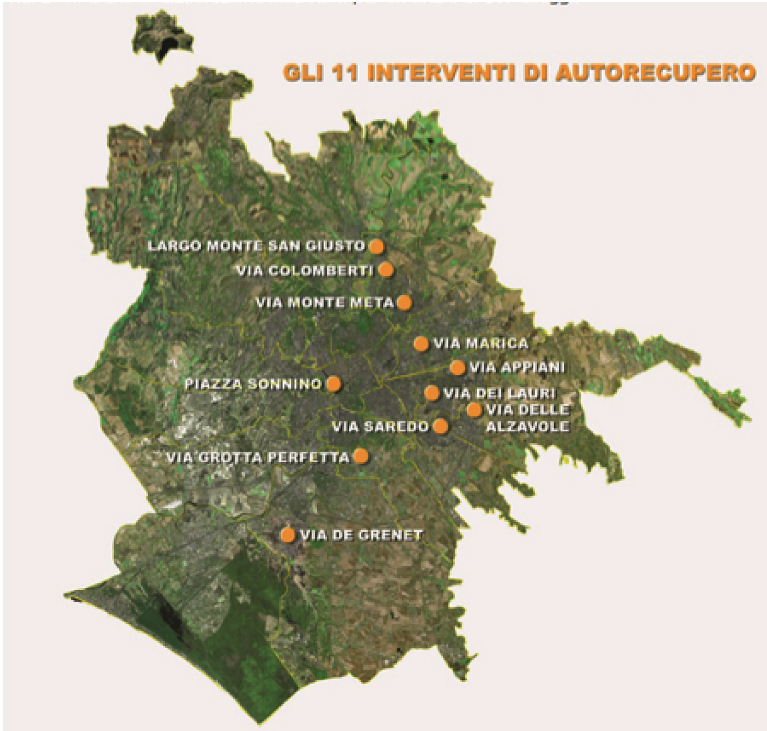 GLI 11 INTERVENTI DI AUTORECUPERO
LARGO MONTE SAN GIUSTO
VIA COLOMBERTI
VIA MONTE META
VIA MARICA
VIA APPIANI
PIAZZA SONNINO
VIA DEI LAURI
VIA DELLE
ALZAVOLE
VIA SAREDO
VIA GROTTA PERFETTA
VIA DE GRENET